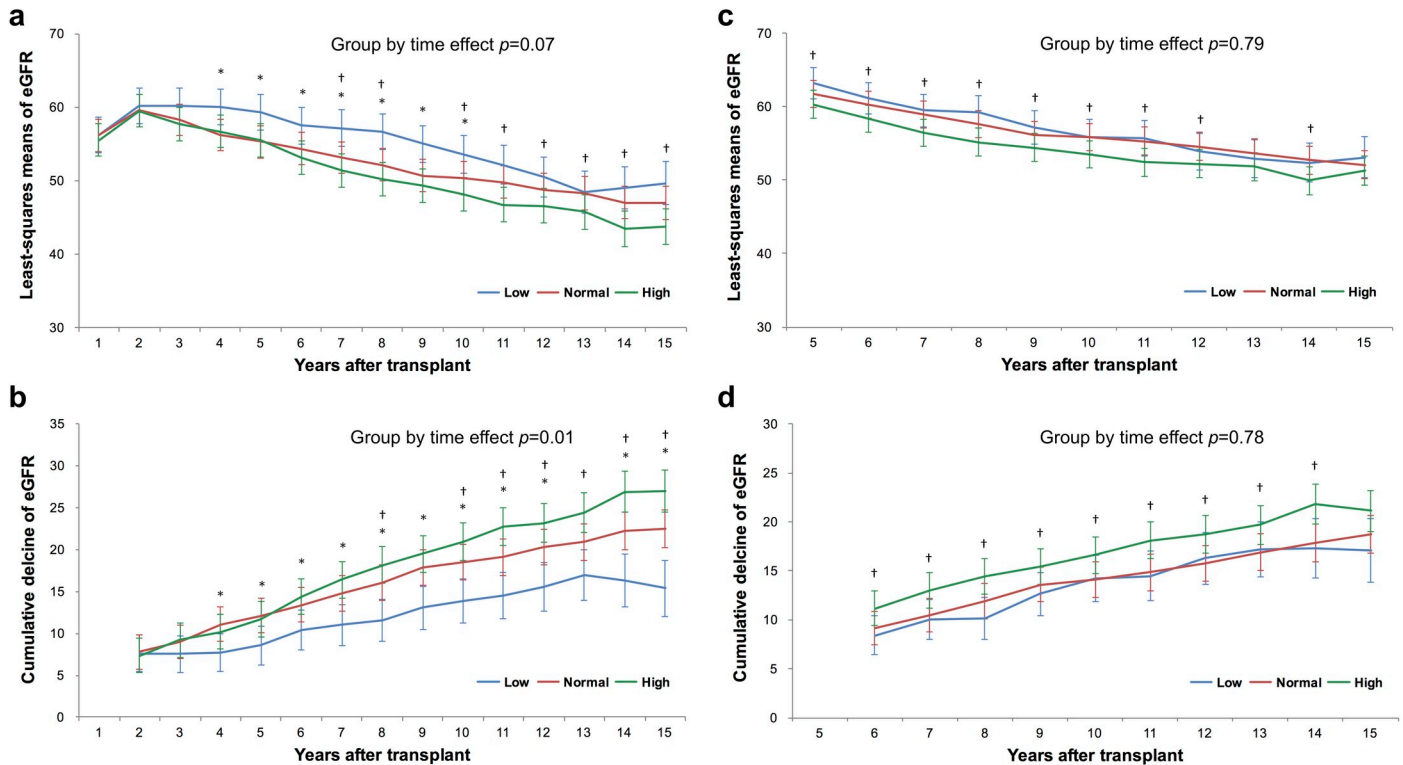 a
Group by time effect p=0.07
Least-squares means of eGFR
70
60
50
40
30
† † †
* * * * * * * † † † † †
Low Normal High
1 2 3 4 5 6 7 8 9 10 11 12 13 14 15
Years after transplant
b
Group by time effect p=0.01
Cumulative delcine of eGFR
35
30
25
20
15
10
5
0
† † † † † † †
* * * * * * * * * * *
Low Normal High
1 2 3 4 5 6 7 8 9 10 11 12 13 14 15
Years after transplant
c
Group by time effect p=0.79
Least-squares means of eGFR
70
60
50
40
30
† † † † † † † † †
Low Normal High
5 6 7 8 9 10 11 12 13 14 15
Years after transplant
d
Group by time effect p=0.78
Cumulative delcine of eGFR
30
25
20
15
10
5
0
† † † † † † † † †
Low Normal High
5 6 7 8 9 10 11 12 13 14 15
Years after transplant